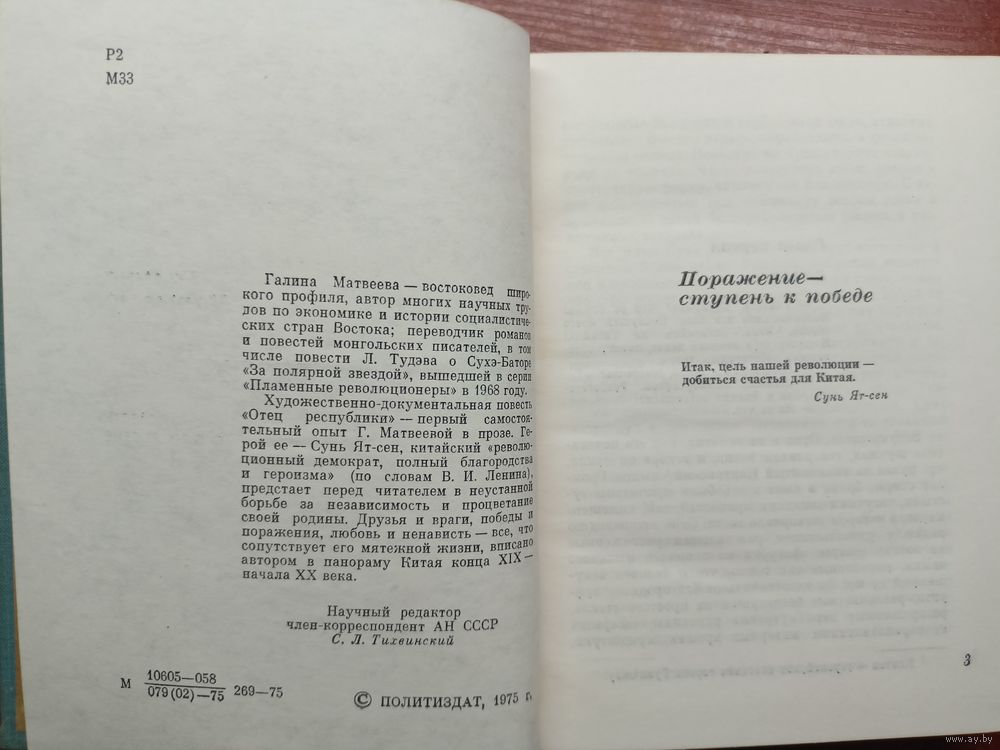 Р2
М33
Галина Матвеева — востоковед широ-
кого профиля, автор многих научных тру-
дов по экономике и истории социалистиче-
ских стран Востока; переводчик романов
и повестей монгольских писателей, в том
числе повести Л. Тудэва о Сухэ-Баторе
«За полярной звездой», вышедшей в серии
«Пламенные революционеры» в 1968 году.
Художественно-документальная повесть
«Отец республики» — первый самостоя-
тельный опыт Г. Матвеевой в прозе. Ге-
рой ее — Сунь Ят-сен, китайский «револю-
ционный демократ, полный благородства
и героизма» (по словам В. И. Ленина),
предстает перед читателем в неустанной
борьбе за независимость и процветание
своей родины. Друзья и враги, победы и
поражения, любовь и ненависть — все, что
сопутствует его мятежной жизни, вписано
автором в панораму Китая конца XIX —
начала XX века.
Научный редактор
член-корреспондент АН СССР
С. Л. Тихвинский
М 10605—058
079(02)—75 269—75
© ПОЛИТИЗДАТ, 1975 г.
Поражение —
ступень к победе
Итак, цель нашей революции —
добиться счастья для Китая.
Сунь Ят-сен
3
www.ay.by